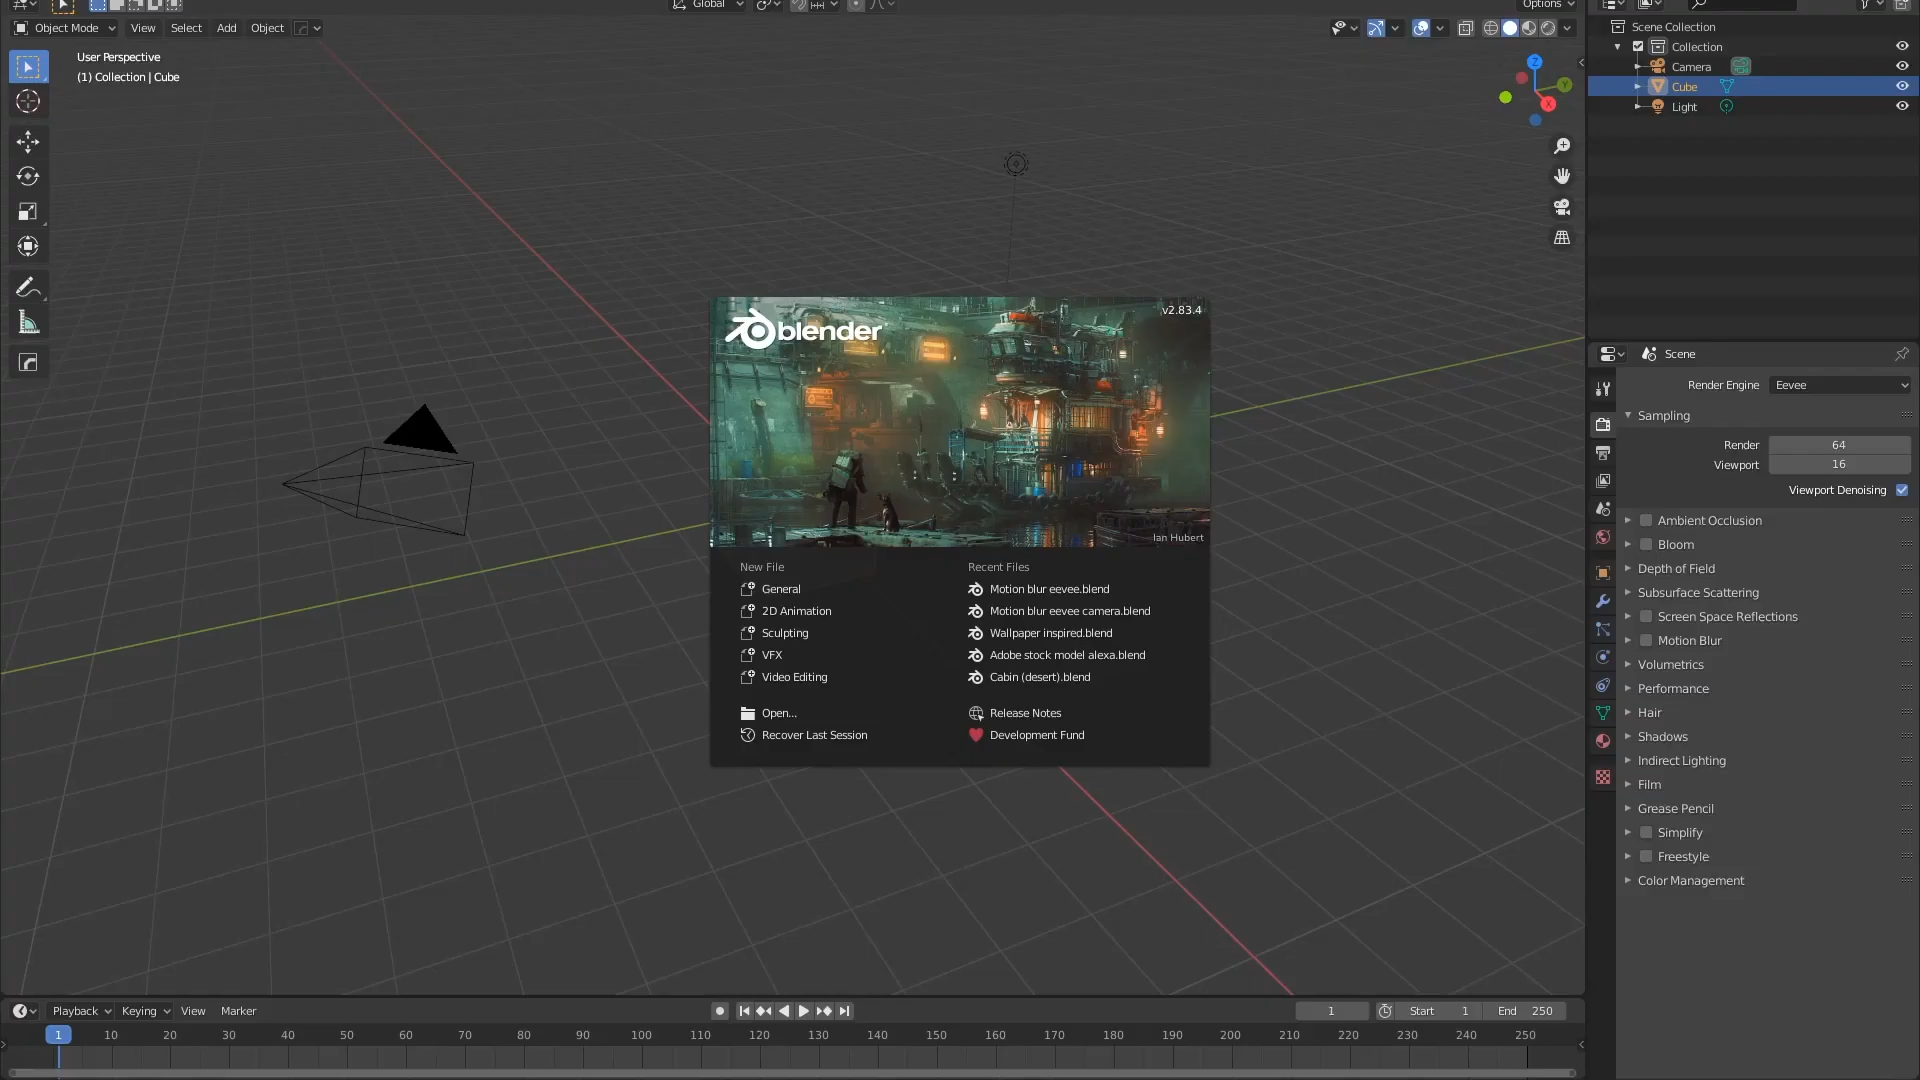 Global
Options
Object Mode
View
Select
Add
Object
User Perspective
(1) Collection | Cube
Z
Y
X
Scene Collection
Collection
Camera
Cube
Light
blender
v2.83.4
Ian Hubert
New File
General
2D Animation
Sculpting
VFX
Video Editing
Open...
Recover Last Session
Recent Files
Motion blur eevee.blend
Motion blur eevee camera.blend
Wallpaper inspired.blend
Adobe stock model alexa.blend
Cabin (desert).blend
Release Notes
Development Fund
Scene
Render Engine Eevee
Sampling
Render 64
Viewport 16
Viewport Denoising
Ambient Occlusion
Bloom
Depth of Field
Subsurface Scattering
Screen Space Reflections
Motion Blur
Volumetrics
Performance
Hair
Shadows
Indirect Lighting
Film
Grease Pencil
Simplify
Freestyle
Color Management
Playback Keying View Marker 1 Start 1 End 250
1 10 20 30 40 50 60 70 80 90 100 110 120 130 140 150 160 170 180 190 200 210 220 230 240 250